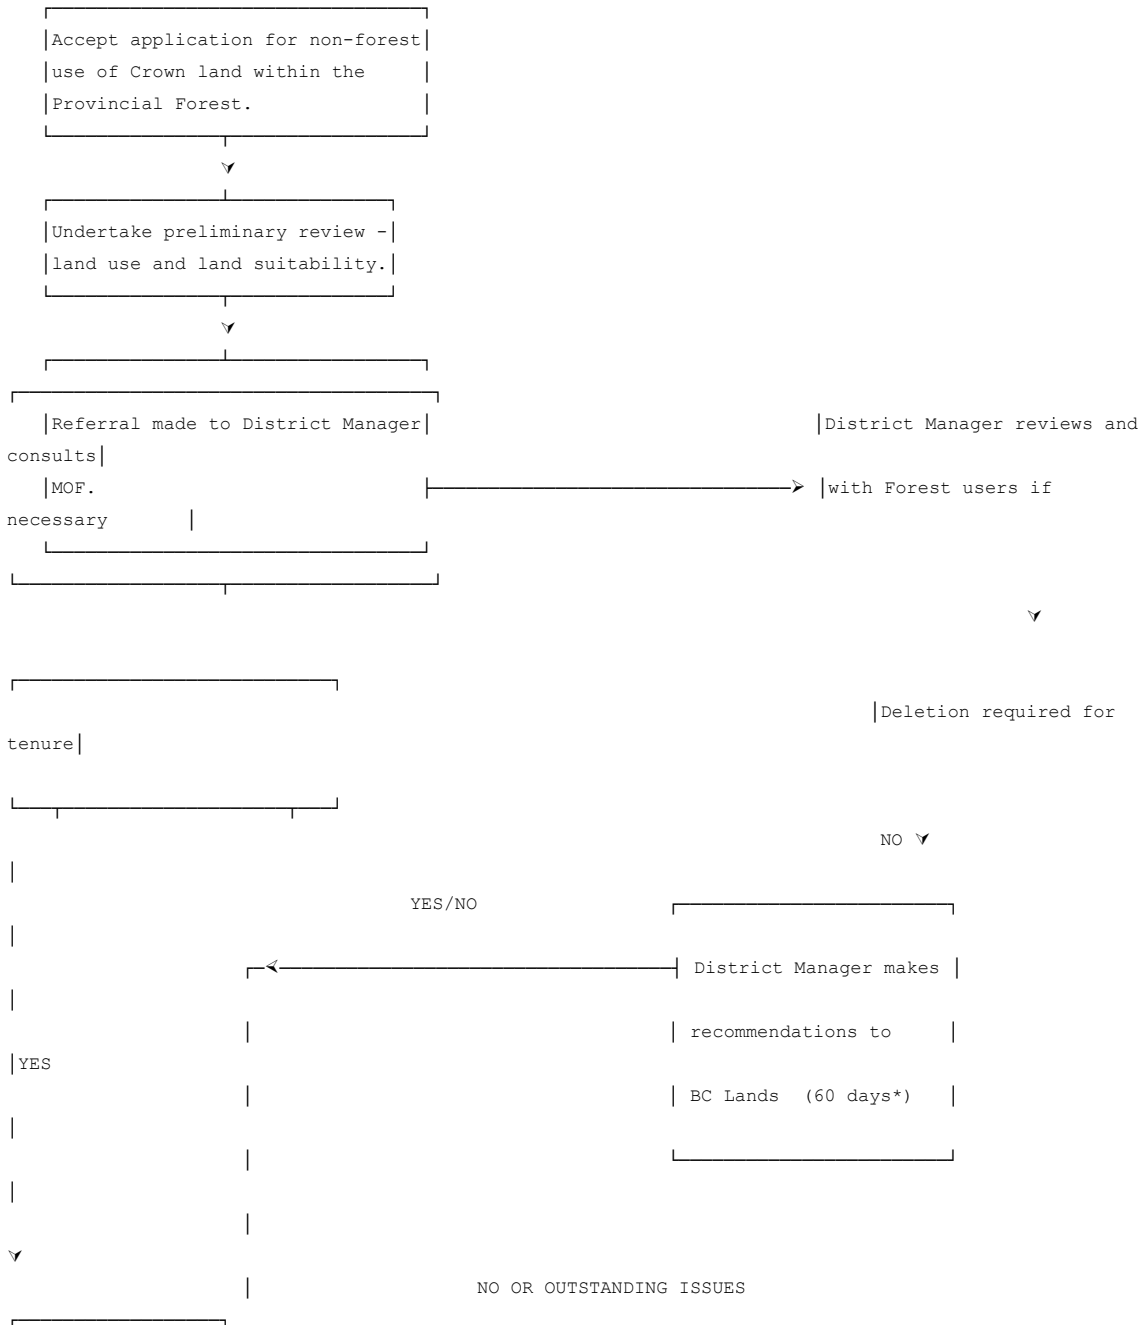 Accept application for non-forest
use of Crown land within the
Provincial Forest.
Undertake preliminary review -
land use and land suitability.
Referral made to District Manager District Manager reviews and
consults
MOF. with Forest users if
necessary
Deletion required for
tenure
NO
YES/NO
District Manager makes
recommendations to
YES
BC Lands (60 days*)
NO OR OUTSTANDING ISSUES